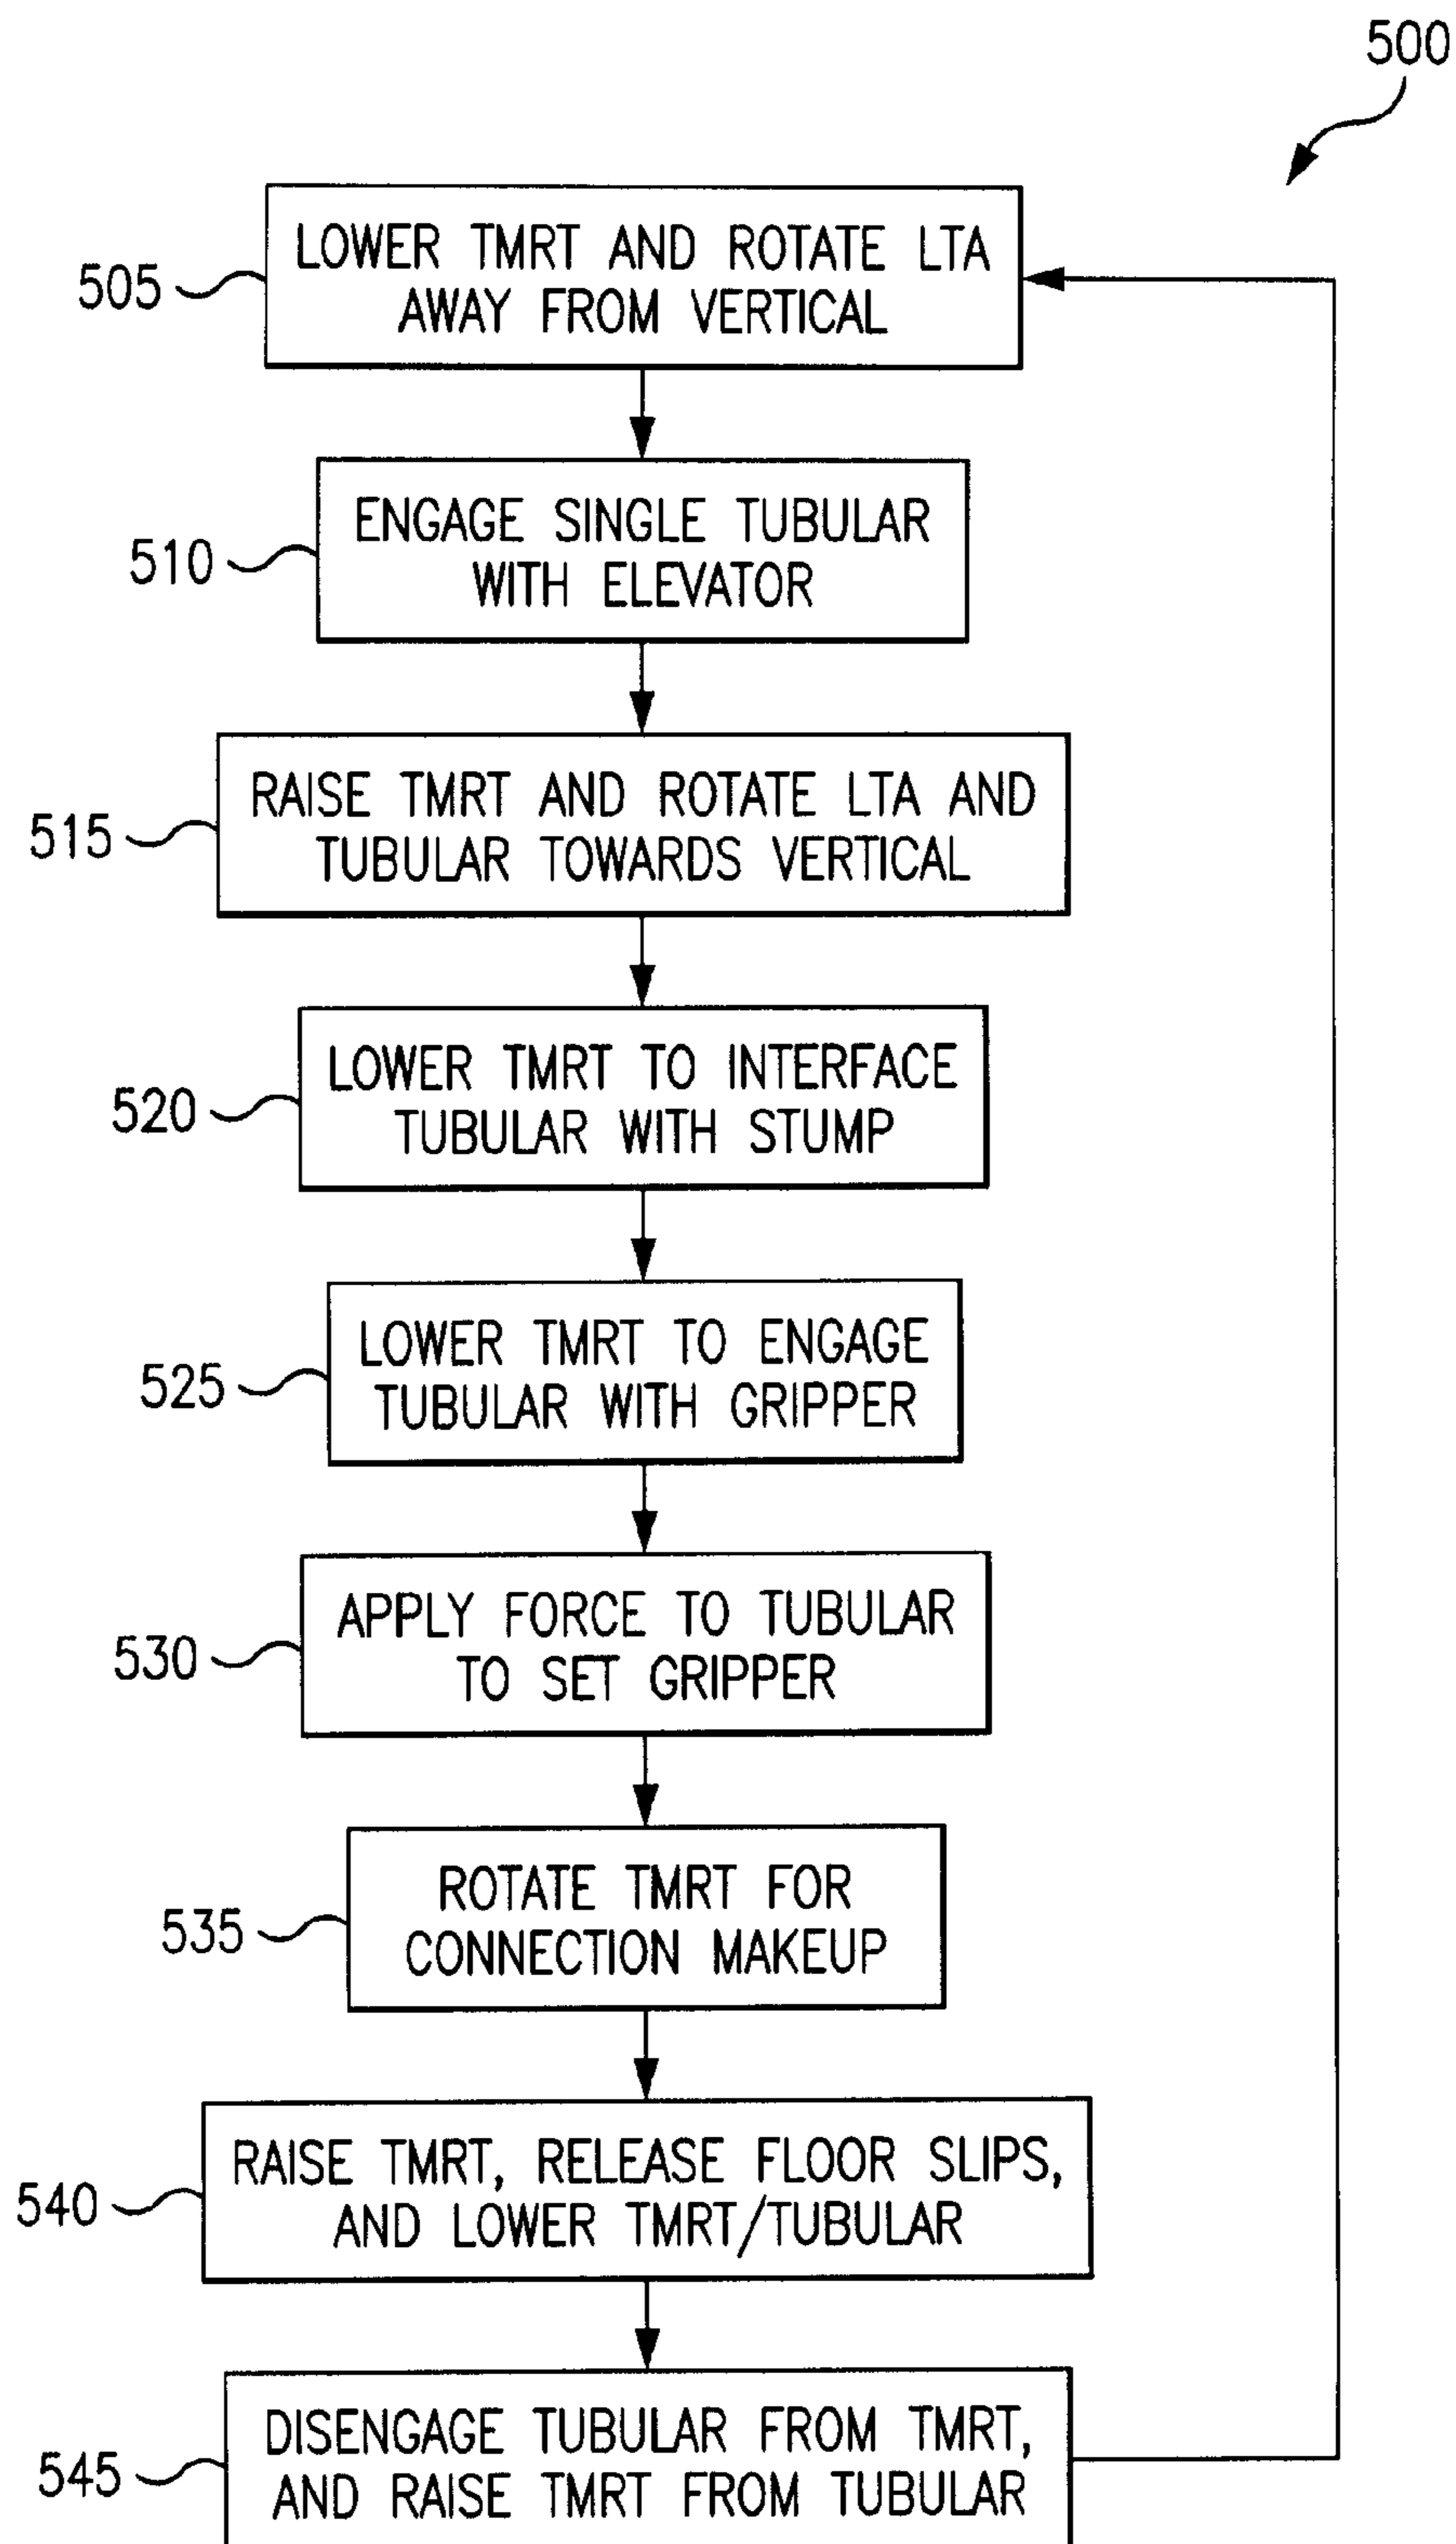 500
505
LOWER TMRT AND ROTATE LTA
AWAY FROM VERTICAL
510
ENGAGE SINGLE TUBULAR
WITH ELEVATOR
515
RAISE TMRT AND ROTATE LTA AND
TUBULAR TOWARDS VERTICAL
520
LOWER TMRT TO INTERFACE
TUBULAR WITH STUMP
525
LOWER TMRT TO ENGAGE
TUBULAR WITH GRIPPER
530
APPLY FORCE TO TUBULAR
TO SET GRIPPER
535
ROTATE TMRT FOR
CONNECTION MAKEUP
540
RAISE TMRT, RELEASE FLOOR SLIPS,
AND LOWER TMRT/TUBULAR
545
DISENGAGE TUBULAR FROM TMRT,
AND RAISE TMRT FROM TUBULAR